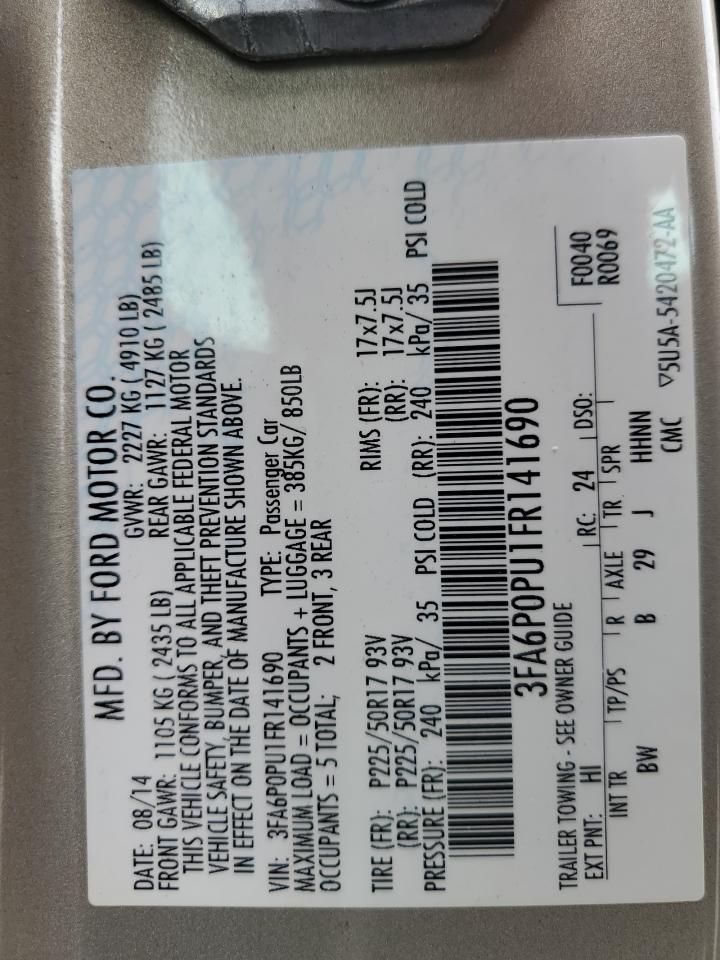 MFD. BY FORD MOTOR CO.
DATE: 08/14 GVWR: 2227 KG ( 4910 LB)
FRONT GAWR: 1105 KG ( 2435 LB) REAR GAWR: 1127 KG ( 2485 LB)
THIS VEHICLE CONFORMS TO ALL APPLICABLE FEDERAL MOTOR
VEHICLE SAFETY, BUMPER, AND THEFT PREVENTION STANDARDS
IN EFFECT ON THE DATE OF MANUFACTURE SHOWN ABOVE.
VIN: 3FA6P0PU1FR141690 TYPE: Passenger Car
MAXIMUM LOAD = OCCUPANTS + LUGGAGE = 385KG/ 850LB
OCCUPANTS = 5 TOTAL; 2 FRONT, 3 REAR
TIRE (FR): P225/50R17 93V RIMS (FR): 17x7.5J
(RR): P225/50R17 93V (RR): 17x7.5J
PRESSURE (FR): 240 kPa/ 35 PSI COLD (RR): 240 kPa/ 35 PSI COLD
3FA6P0PU1FR141690
TRAILER TOWING - SEE OWNER GUIDE F0040
R0069
EXT PNT: HJ RC: 24 DSO:
INT TR TP/PS R AXLE TR SPR
BW B 29 J HHNN
CMC ▽5U5A-5420472-AA